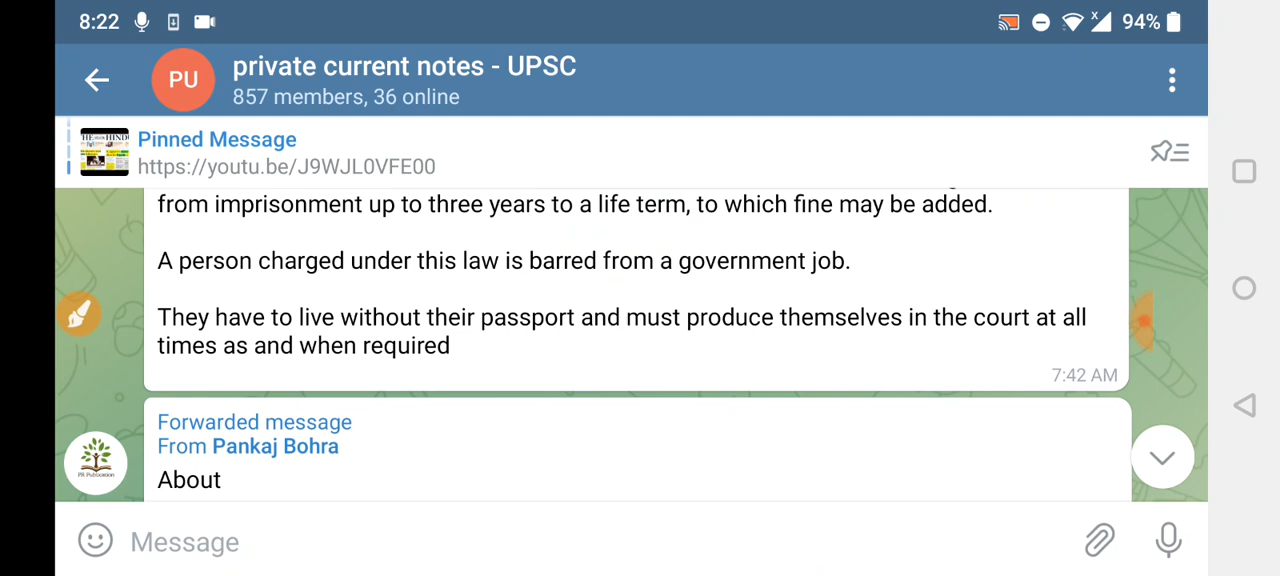 8:22
94%
PU
private current notes - UPSC
857 members, 36 online
Pinned Message
https://youtu.be/J9WJL0VFE00
from imprisonment up to three years to a life term, to which fine may be added.
A person charged under this law is barred from a government job.
They have to live without their passport and must produce themselves in the court at all
times as and when required
7:42 AM
Forwarded message
From Pankaj Bohra
About
Message